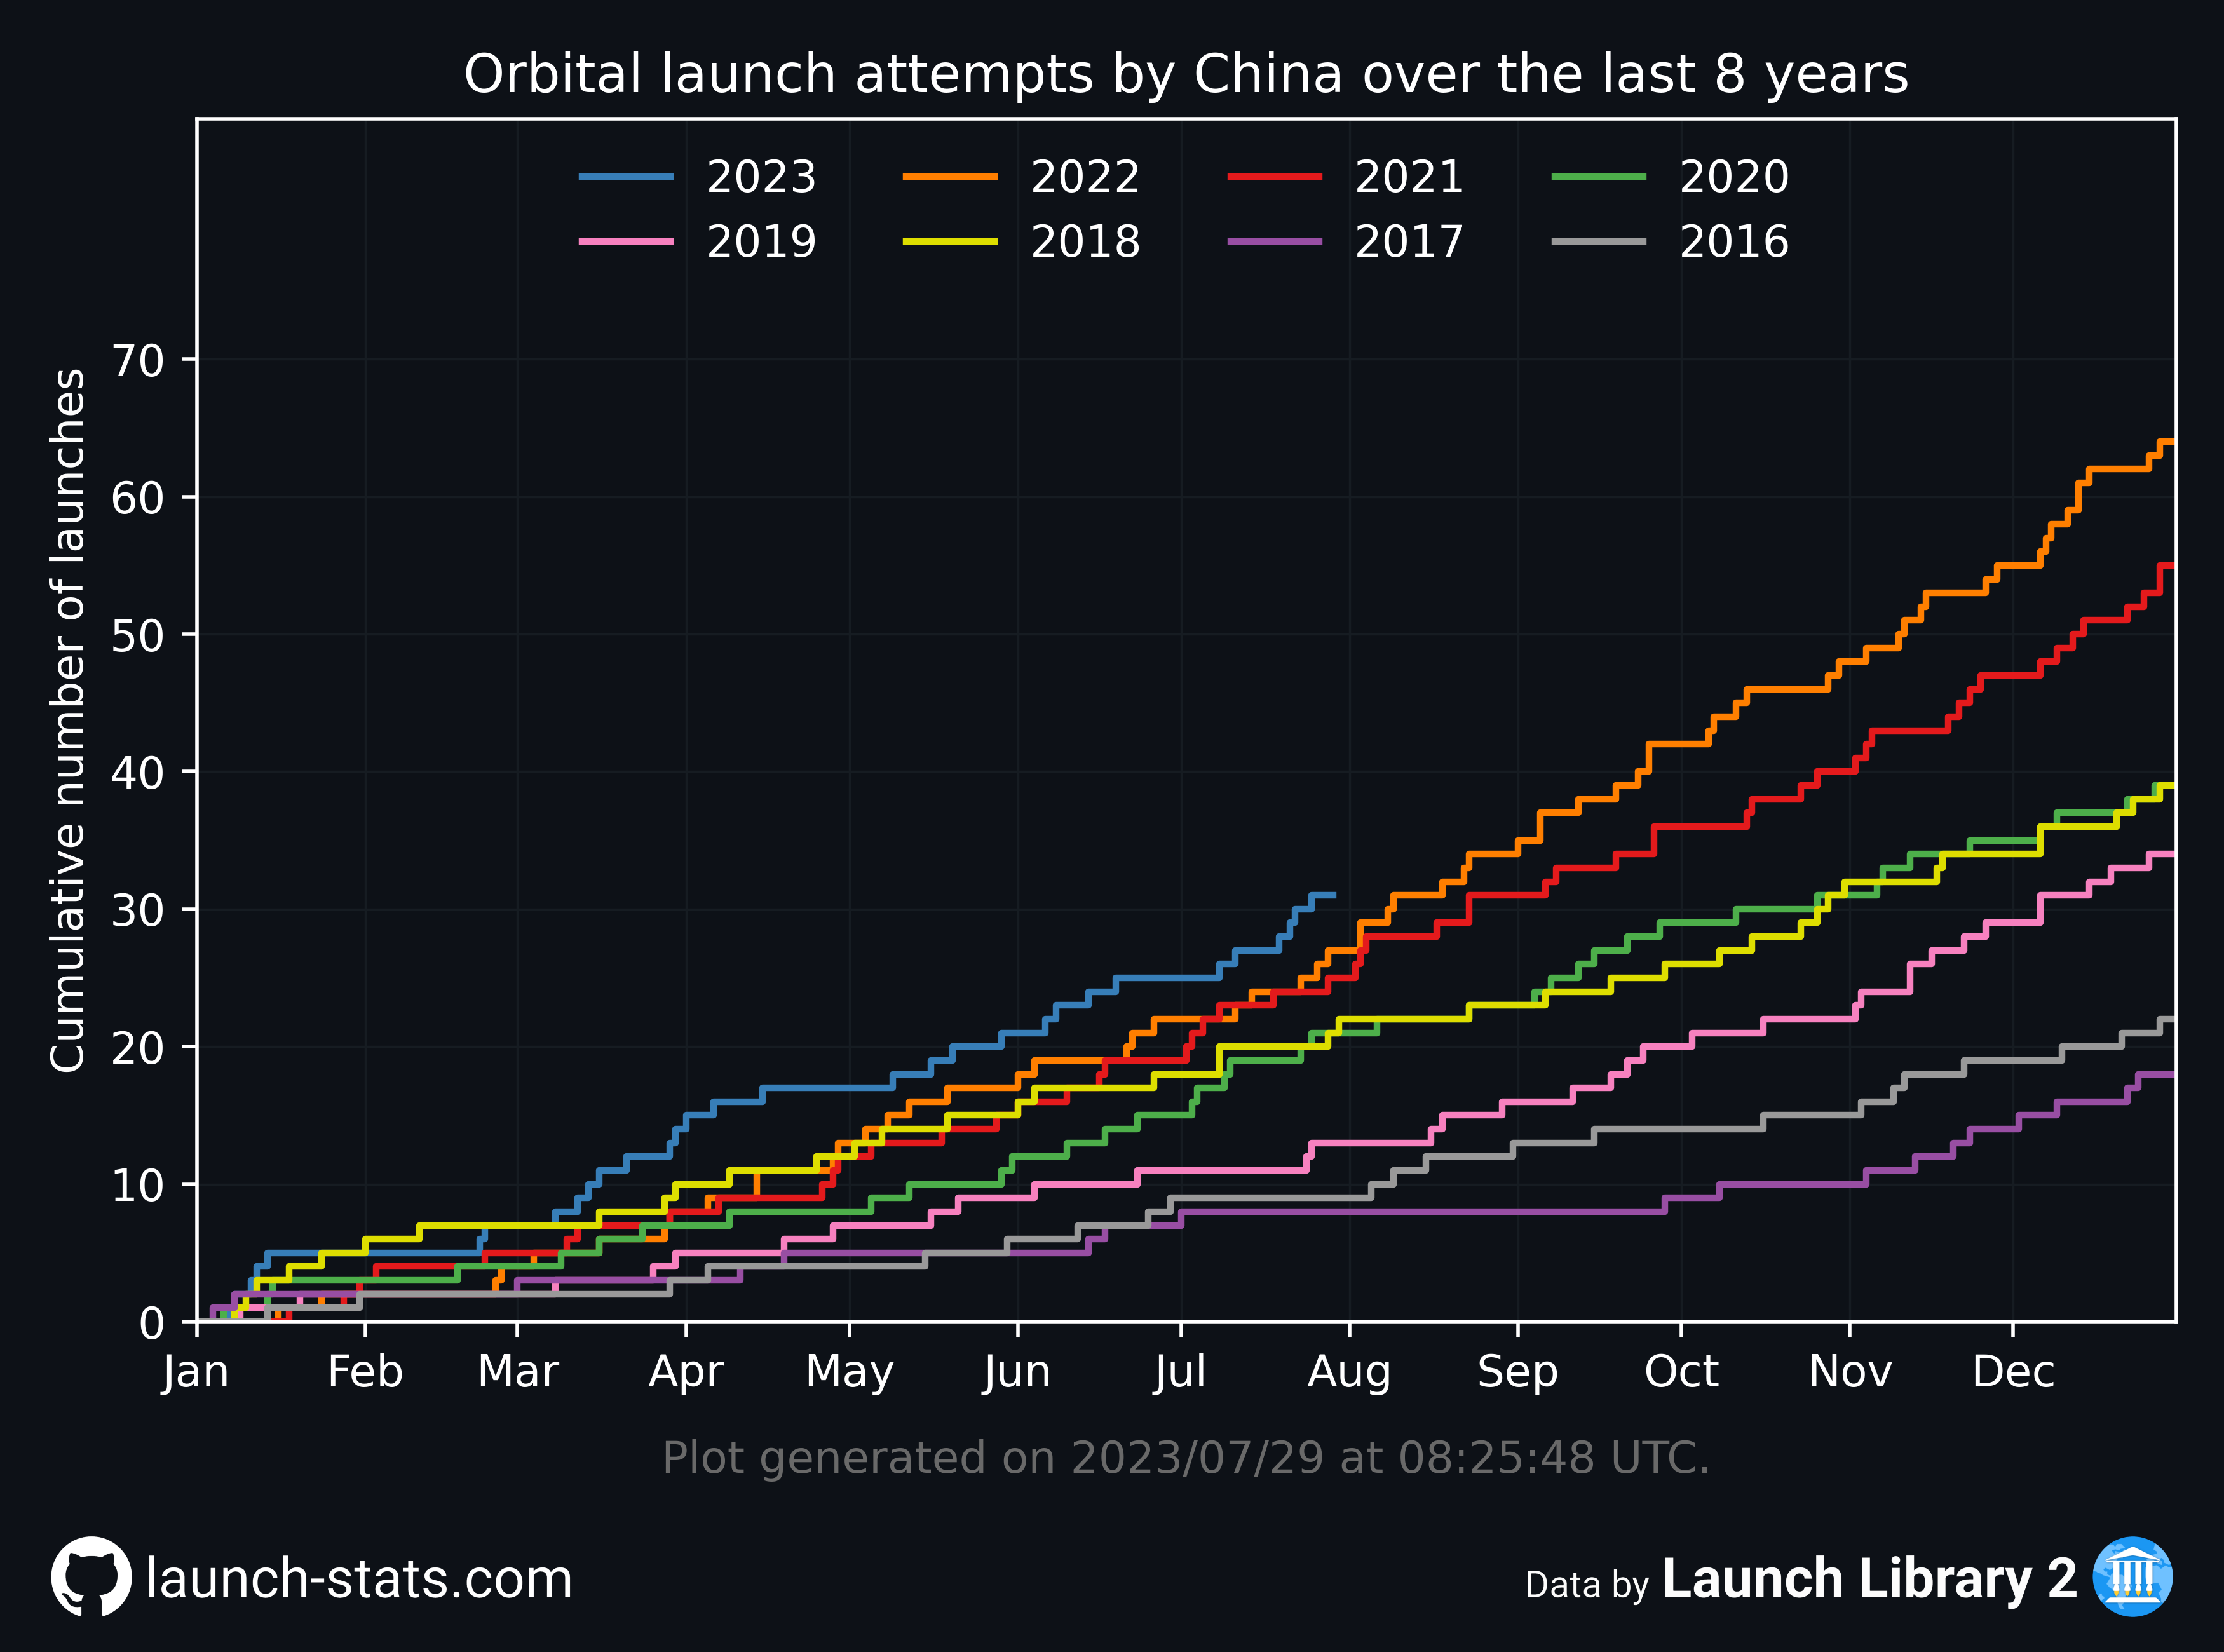 Orbital launch attempts by China over the last 8 years
2023 2022 2021 2020
2019 2018 2017 2016
Cumulative number of launches
70
60
50
40
30
20
10
0
Jan Feb Mar Apr May Jun Jul Aug Sep Oct Nov Dec
Plot generated on 2023/07/29 at 08:25:48 UTC.
launch-stats.com
Data by Launch Library 2